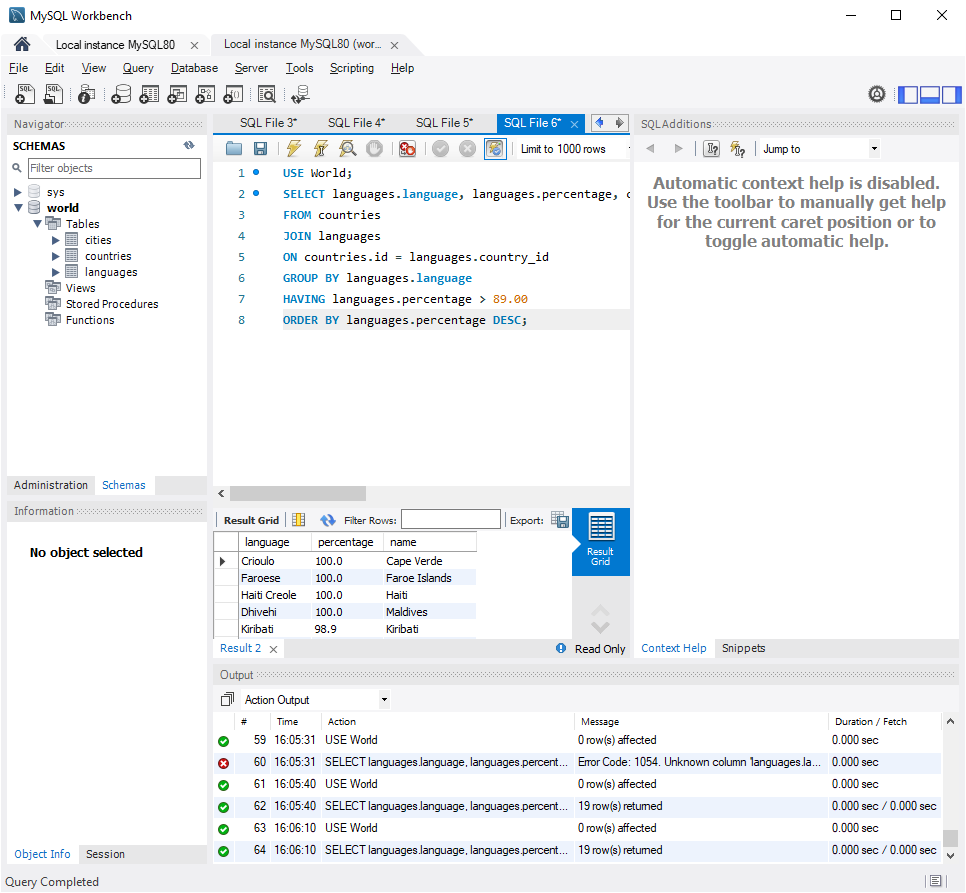 MySQL Workbench
Local instance MySQL80
Local instance MySQL80 (wor...
File Edit View Query Database Server Tools Scripting Help
Navigator
SCHEMAS
Filter objects
sys
world
Tables
cities
countries
languages
Views
Stored Procedures
Functions
Administration Schemas
Information
No object selected
Object Info Session
SQL File 3* SQL File 4* SQL File 5* SQL File 6*
Limit to 1000 rows
1 USE World;
2 SELECT languages.language, languages.percentage, c
3 FROM countries
4 JOIN languages
5 ON countries.id = languages.country_id
6 GROUP BY languages.language
7 HAVING languages.percentage > 89.00
8 ORDER BY languages.percentage DESC;
Result Grid Filter Rows: Export:
language percentage name
Crioulo 100.0 Cape Verde
Faroese 100.0 Faroe Islands
Haiti Creole 100.0 Haiti
Dhivehi 100.0 Maldives
Kiribati 98.9 Kiribati
Result
Grid
Result 2
Read Only
SQLAdditions
Jump to
Automatic context help is disabled.
Use the toolbar to manually get help
for the current caret position or to
toggle automatic help.
Context Help Snippets
Output
Action Output
# Time Action Message Duration / Fetch
59 16:05:31 USE World 0 row(s) affected 0.000 sec
60 16:05:31 SELECT languages.language, languages.percent... Error Code: 1054. Unknown column 'languages.la... 0.000 sec
61 16:05:40 USE World 0 row(s) affected 0.000 sec
62 16:05:40 SELECT languages.language, languages.percent... 19 row(s) returned 0.000 sec / 0.000 sec
63 16:06:10 USE World 0 row(s) affected 0.000 sec
64 16:06:10 SELECT languages.language, languages.percent... 19 row(s) returned 0.000 sec / 0.000 sec
Query Completed